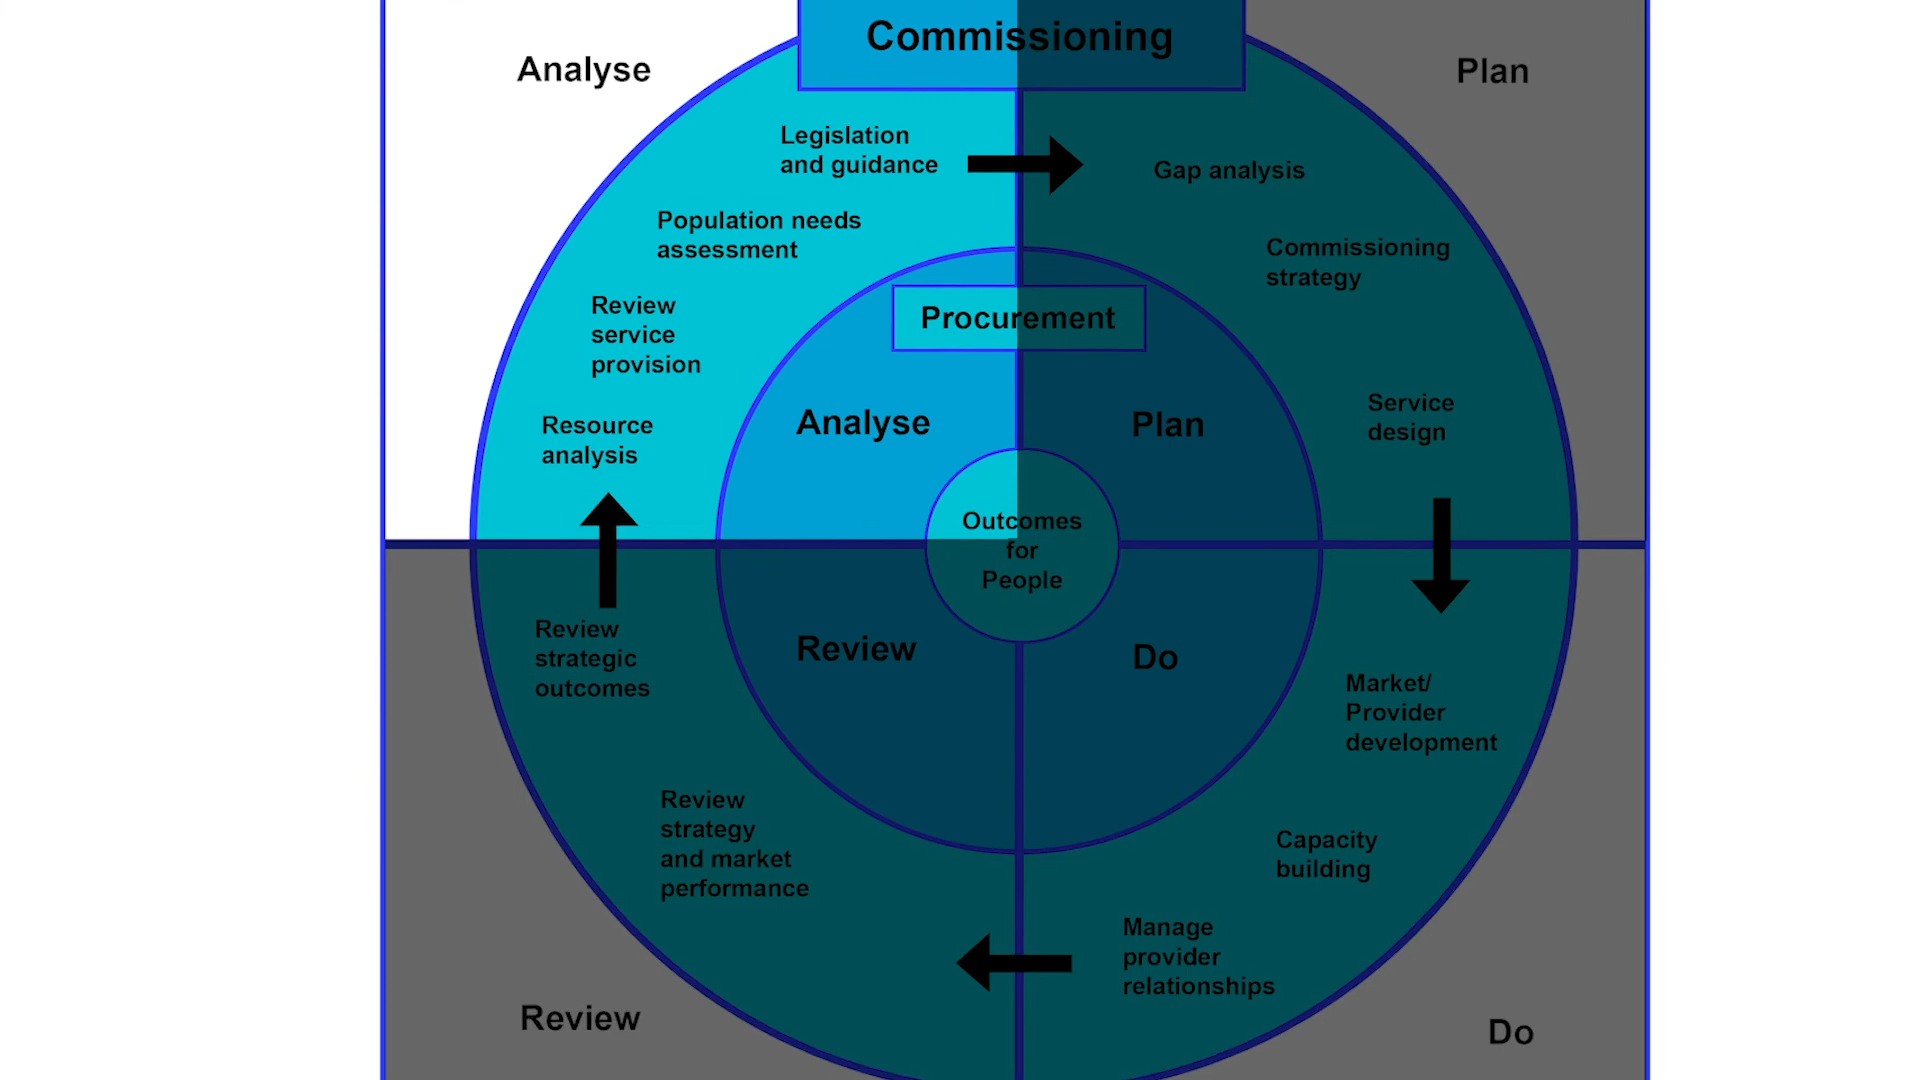 Commissioning
Analyse
Plan
Legislation
and guidance
Gap analysis
Population needs
assessment
Commissioning
strategy
Review
service
provision
Procurement
Resource
analysis
Analyse
Plan
Service
design
Outcomes
for
People
Review
strategic
outcomes
Review
Do
Market/
Provider
development
Review
strategy
and market
performance
Capacity
building
Manage
provider
relationships
Review
Do